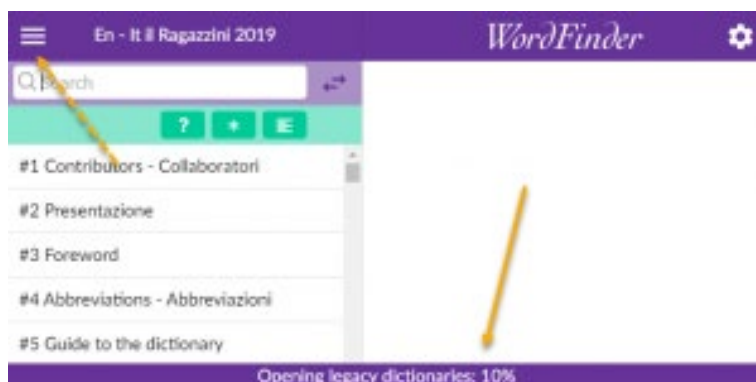 En - It il Ragazzini 2019
WordFinder
Search
? *
#1 Contributors - Collaboratori
#2 Presentazione
#3 Foreword
#4 Abbreviations - Abbreviazioni
#5 Guide to the dictionary
Opening legacy dictionaries: 10%